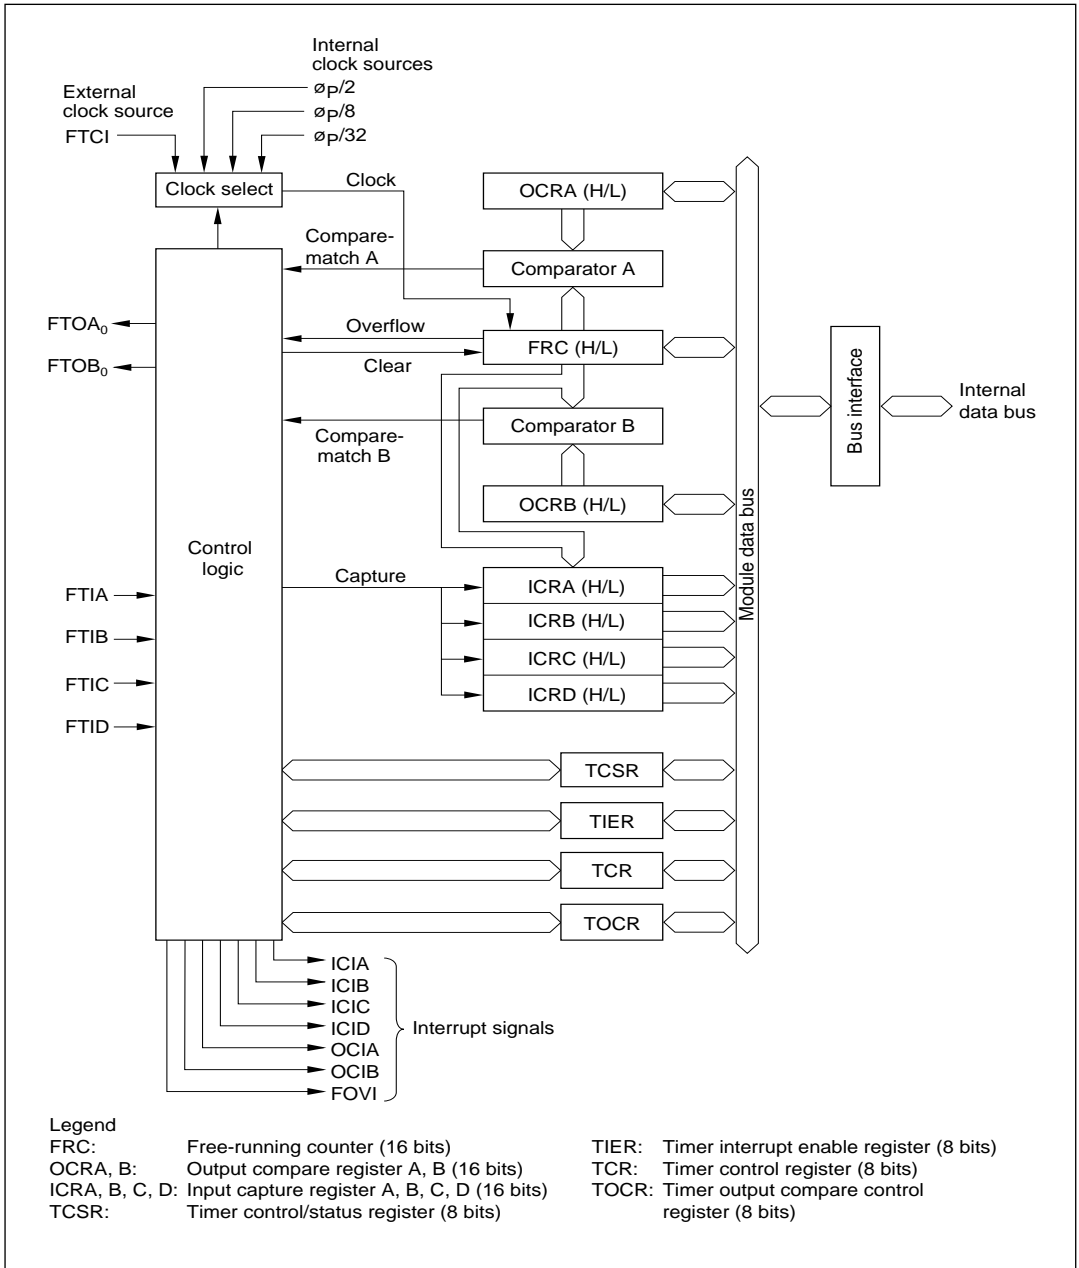 Internal
clock sources
External
clock source
øP/2
øP/8
øP/32
FTCI
Clock select
Clock
OCRA (H/L)
Compare-
match A
Comparator A
FTOA0
Overflow
FRC (H/L)
FTOB0
Clear
Comparator B
Compare-
match B
OCRB (H/L)
Bus interface
Internal
data bus
Module data bus
Control
logic
Capture
FTIA
FTIB
FTIC
FTID
ICRA (H/L)
ICRB (H/L)
ICRC (H/L)
ICRD (H/L)
TCSR
TIER
TCR
TOCR
ICIA
ICIB
ICIC
ICID
OCIA
OCIB
FOVI
Interrupt signals
Legend
FRC: Free-running counter (16 bits)
OCRA, B: Output compare register A, B (16 bits)
ICRA, B, C, D: Input capture register A, B, C, D (16 bits)
TCSR: Timer control/status register (8 bits)
TIER: Timer interrupt enable register (8 bits)
TCR: Timer control register (8 bits)
TOCR: Timer output compare control
register (8 bits)